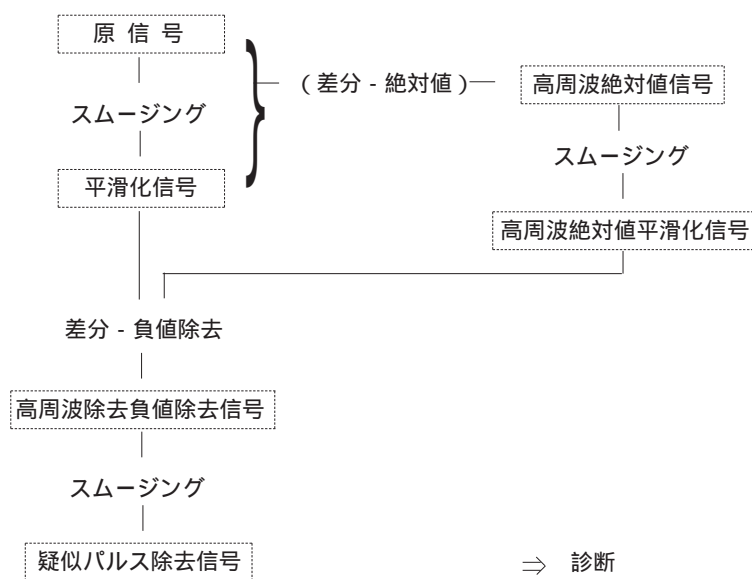 原 信 号
スムージング
平滑化信号
( 差分 - 絶対値 )
高周波絶対値信号
スムージング
高周波絶対値平滑化信号
差分 - 負値除去
高周波除去負値除去信号
スムージング
疑似パルス除去信号
⇒ 診断